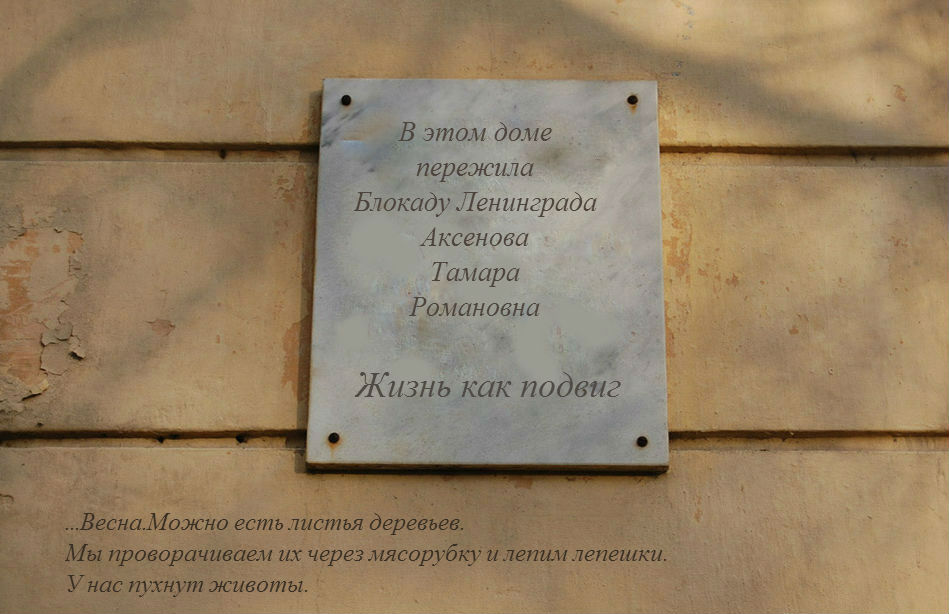 В этом доме
пережила
Блокаду Ленинграда
Аксенова
Тамара
Романовна
Жизнь как подвиг
...Весна.Можно есть листья деревьев.
Мы проворачиваем их через мясорубку и лепим лепешки.
У нас пухнут животы.